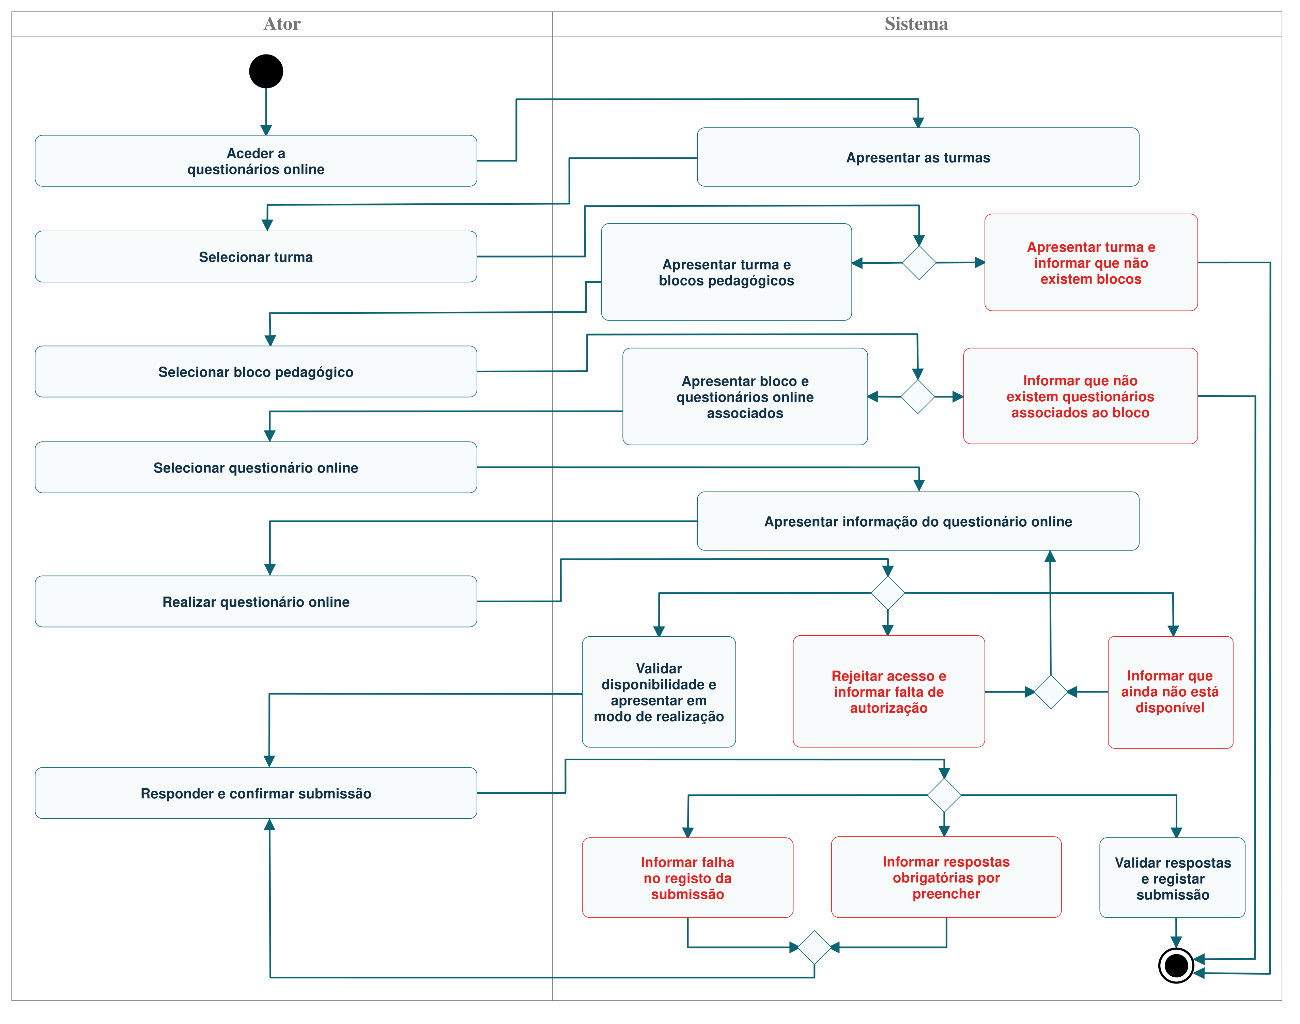 Ator
Sistema
Aceder a
questionários online
Apresentar as turmas
Selecionar turma
Apresentar turma e
blocos pedagógicos
Apresentar turma e
informar que não
existem blocos
Selecionar bloco pedagógico
Apresentar bloco e
questionários online
associados
Informar que não
existem questionários
associados ao bloco
Selecionar questionário online
Apresentar informação do questionário online
Realizar questionário online
Validar
disponibilidade e
apresentar em
modo de realização
Rejeitar acesso e
informar falta de
autorização
Informar que
ainda não está
disponível
Responder e confirmar submissão
Informar falha
no registo da
submissão
Informar respostas
obrigatórias por
preencher
Validar respostas
e registar
submissão